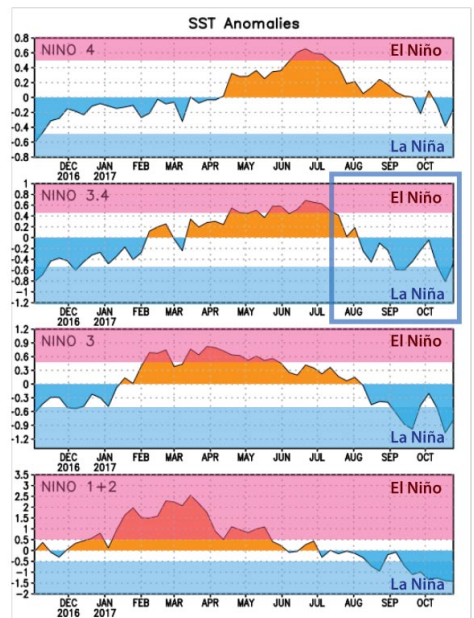 SST Anomalies
NINO 4
El Niño
La Niña
0.8
0.6
0.4
0.2
0
-0.2
-0.4
-0.6
-0.8
DEC JAN FEB MAR APR MAY JUN JUL AUG SEP OCT
2016 2017
NINO 3.4
El Niño
La Niña
1
0.8
0.6
0.4
0.2
0
-0.2
-0.4
-0.6
-0.8
-1
-1.2
DEC JAN FEB MAR APR MAY JUN JUL AUG SEP OCT
2016 2017
NINO 3
El Niño
La Niña
1.2
0.9
0.6
0.3
0
-0.3
-0.6
-0.9
-1.2
DEC JAN FEB MAR APR MAY JUN JUL AUG SEP OCT
2016 2017
NINO 1+2
El Niño
La Niña
3.5
3
2.5
2
1.5
1
0.5
0
-0.5
-1
-1.5
-2
DEC JAN FEB MAR APR MAY JUN JUL AUG SEP OCT
2016 2017